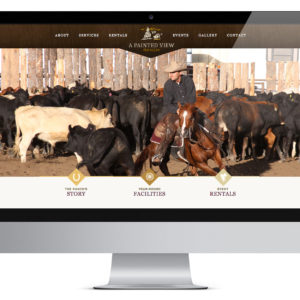 ABOUT SERVICES RENTALS EVENTS GALLERY CONTACT
A PAINTED VIEW
THE RANCH'S
STORY
YEAR-ROUND
FACILITIES
EVENT
RENTALS